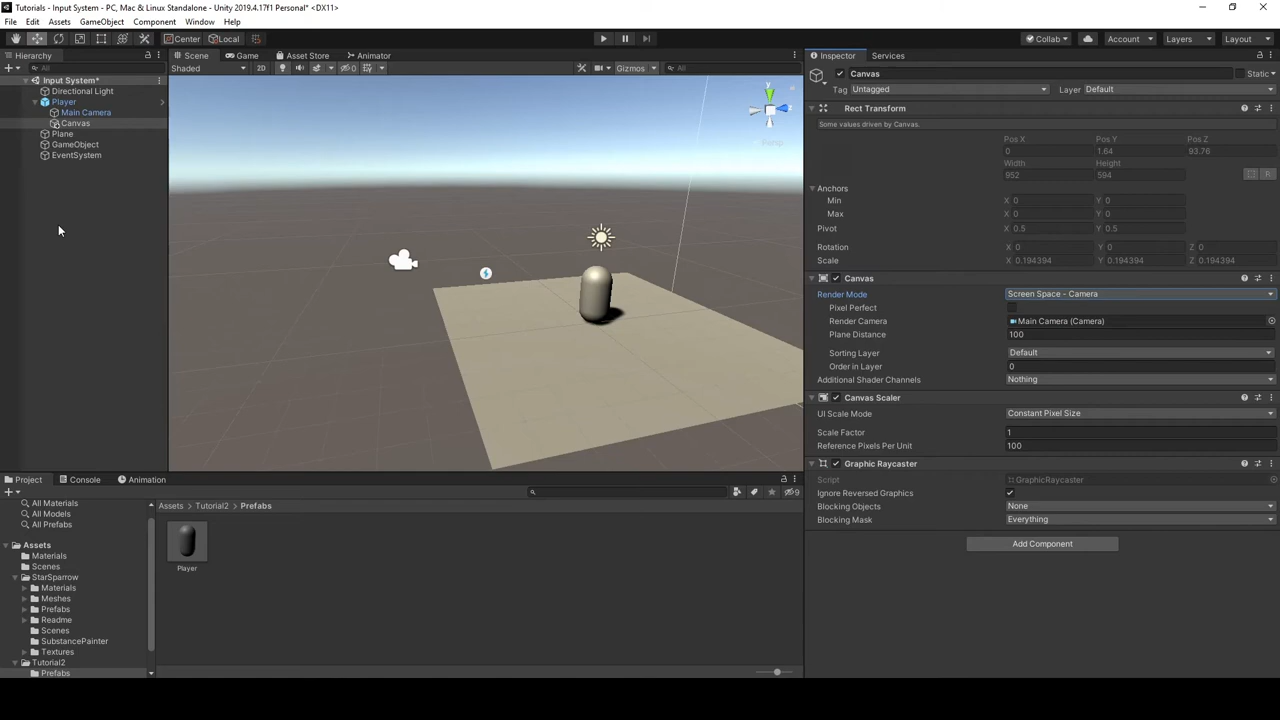 Tutorials - Input System - PC, Mac & Linux Standalone - Unity 2019.4.17f1 Personal* <DX11>
File Edit Assets GameObject Component Window Help
Center Local Collab Account Layers Layout
Hierarchy Scene Game Asset Store Animator Inspector Services
All Shaded 2D 0 Gizmos All Canvas Static
Tag Untagged Layer Default
Input System*
Directional Light
Player
Main Camera
Canvas
Plane
GameObject
EventSystem
y
z
Persp
Rect Transform
Some values driven by Canvas.
Pos X Pos Y Pos Z
0 1.64 93.76
Width Height
952 594 R
Anchors
Min X 0 Y 0
Max X 0 Y 0
Pivot X 0.5 Y 0.5
Rotation X 0 Y 0 Z 0
Scale X 0.194394 Y 0.194394 Z 0.194394
Canvas
Render Mode Screen Space - Camera
Pixel Perfect
Render Camera Main Camera (Camera)
Plane Distance 100
Sorting Layer Default
Order in Layer 0
Additional Shader Channels Nothing
Canvas Scaler
UI Scale Mode Constant Pixel Size
Scale Factor 1
Reference Pixels Per Unit 100
Graphic Raycaster
Script GraphicRaycaster
Ignore Reversed Graphics
Blocking Objects None
Blocking Mask Everything
Add Component
Project Console Animation
9
All Materials
All Models
All Prefabs
Assets
Materials
Scenes
StarSparrow
Materials
Meshes
Prefabs
Readme
Scenes
SubstancePainter
Textures
Tutorial2
Prefabs
Assets Tutorial2 Prefabs
Player